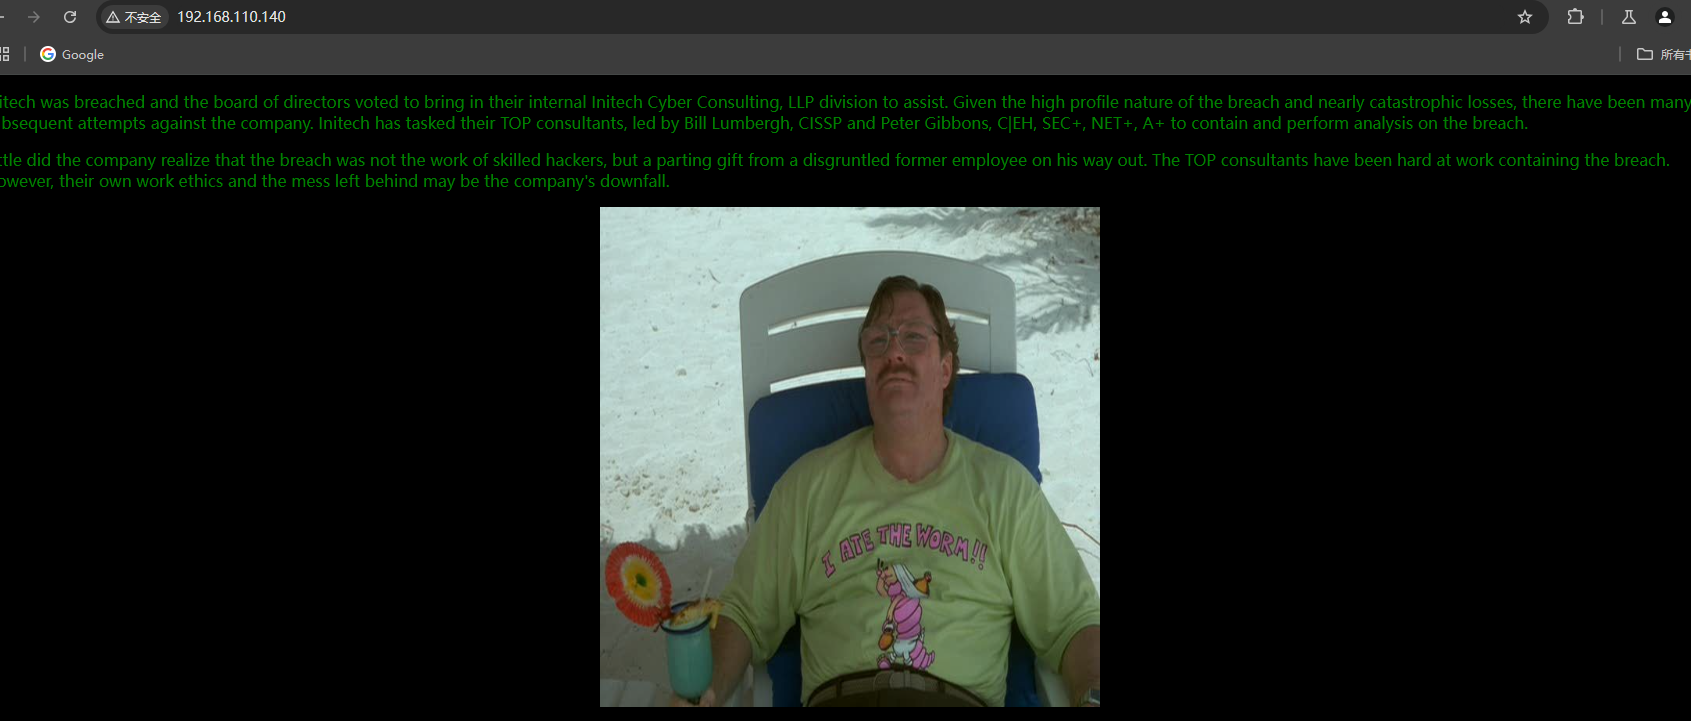 不安全 192.168.110.140
Google 所有
itech was breached and the board of directors voted to bring in their internal Initech Cyber Consulting, LLP division to assist. Given the high profile nature of the breach and nearly catastrophic losses, there have been many
bsequent attempts against the company. Initech has tasked their TOP consultants, led by Bill Lumbergh, CISSP and Peter Gibbons, C|EH, SEC+, NET+, A+ to contain and perform analysis on the breach.
ttle did the company realize that the breach was not the work of skilled hackers, but a parting gift from a disgruntled former employee on his way out. The TOP consultants have been hard at work containing the breach.
owever, their own work ethics and the mess left behind may be the company's downfall.
I ATE THE WORM!!